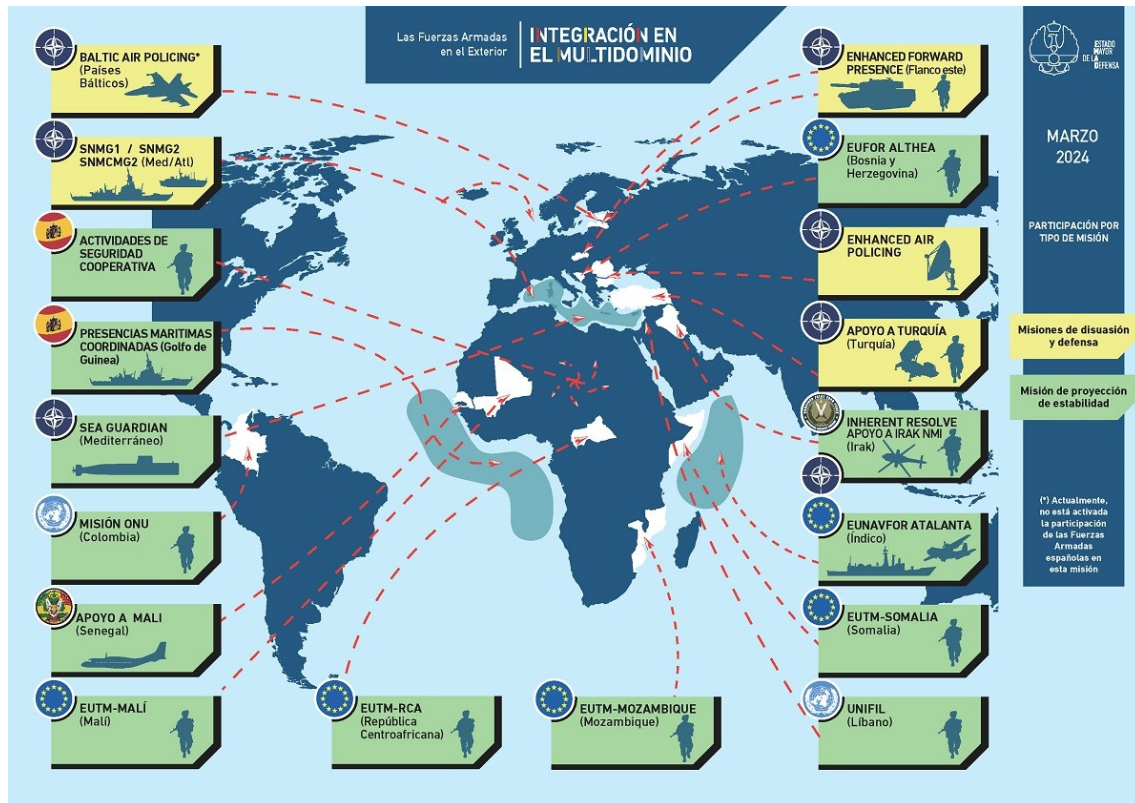 Las Fuerzas Armadas
en el Exterior
INTEGRACIÓN EN
EL MULTIDOMINIO
BALTIC AIR POLICING*
(Países
Bálticos)
SNMG1 / SNMG2
SNMCMG2 (Med/Atl)
ACTIVIDADES DE
SEGURIDAD
COOPERATIVA
PRESENCIAS MARITIMAS
COORDINADAS (Golfo de
Guinea)
SEA GUARDIAN
(Mediterráneo)
MISIÓN ONU
(Colombia)
APOYO A MALI
(Senegal)
EUTM-MALÍ
(Malí)
EUTM-RCA
(República
Centroafricana)
EUTM-MOZAMBIQUE
(Mozambique)
ENHANCED FORWARD
PRESENCE (Flanco este)
EUFOR ALTHEA
(Bosnia y
Herzegovina)
ENHANCED AIR
POLICING
APOYO A TURQUÍA
(Turquía)
INHERENT RESOLVE
APOYO A IRAK NMI
(Irak)
EUNAVFOR ATALANTA
(Índico)
EUTM-SOMALIA
(Somalia)
UNIFIL
(Líbano)
ESTADO
MAYOR
DE LA
DEFENSA
MARZO
2024
PARTICIPACIÓN POR
TIPO DE MISIÓN
Misiones de disuasión
y defensa
Misión de proyección
de estabilidad
(*) Actualmente,
no está activada
la participación
de las Fuerzas
Armadas
españolas en
esta misión